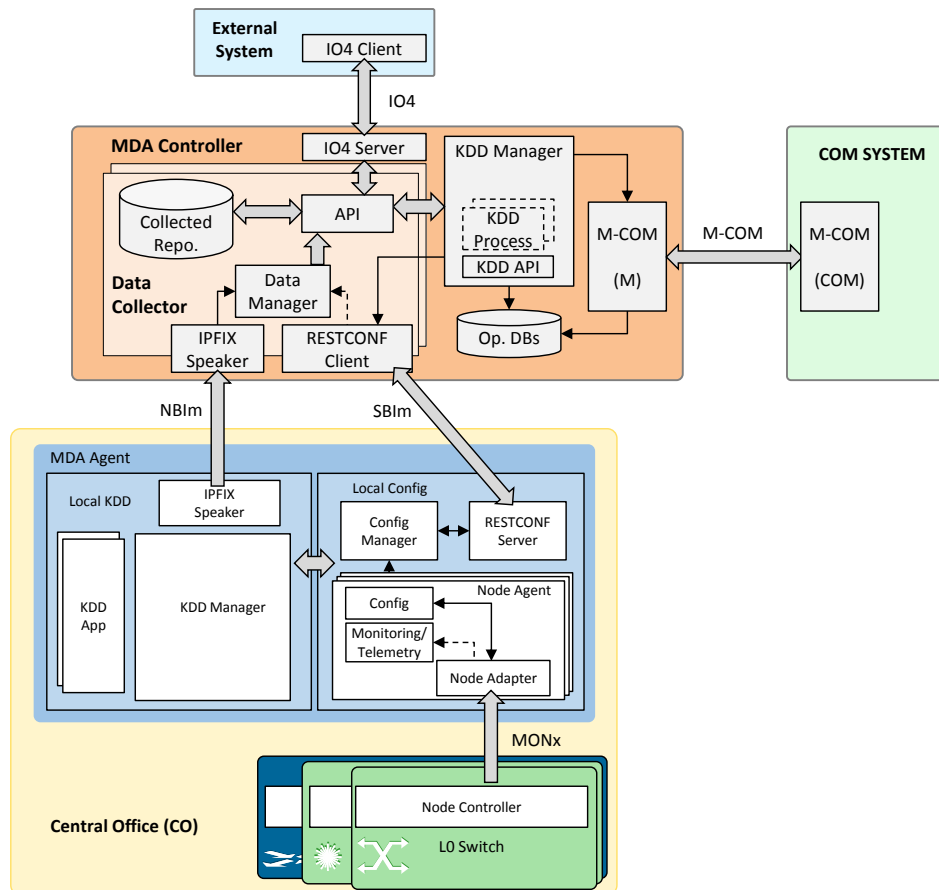 External
System
IO4 Client
IO4
MDA Controller
IO4 Server
KDD Manager
COM SYSTEM
Collected
Repo.
API
KDD
Process
KDD API
M-COM
(M)
M-COM
M-COM
(COM)
Data
Collector
Data
Manager
IPFIX
Speaker
RESTCONF
Client
Op. DBs
NBIm
SBIm
MDA Agent
Local KDD
IPFIX
Speaker
Local Config
Config
Manager
RESTCONF
Server
KDD
App
KDD Manager
Node Agent
Config
Monitoring/
Telemetry
Node Adapter
MONx
Central Office (CO)
Node Controller
L0 Switch